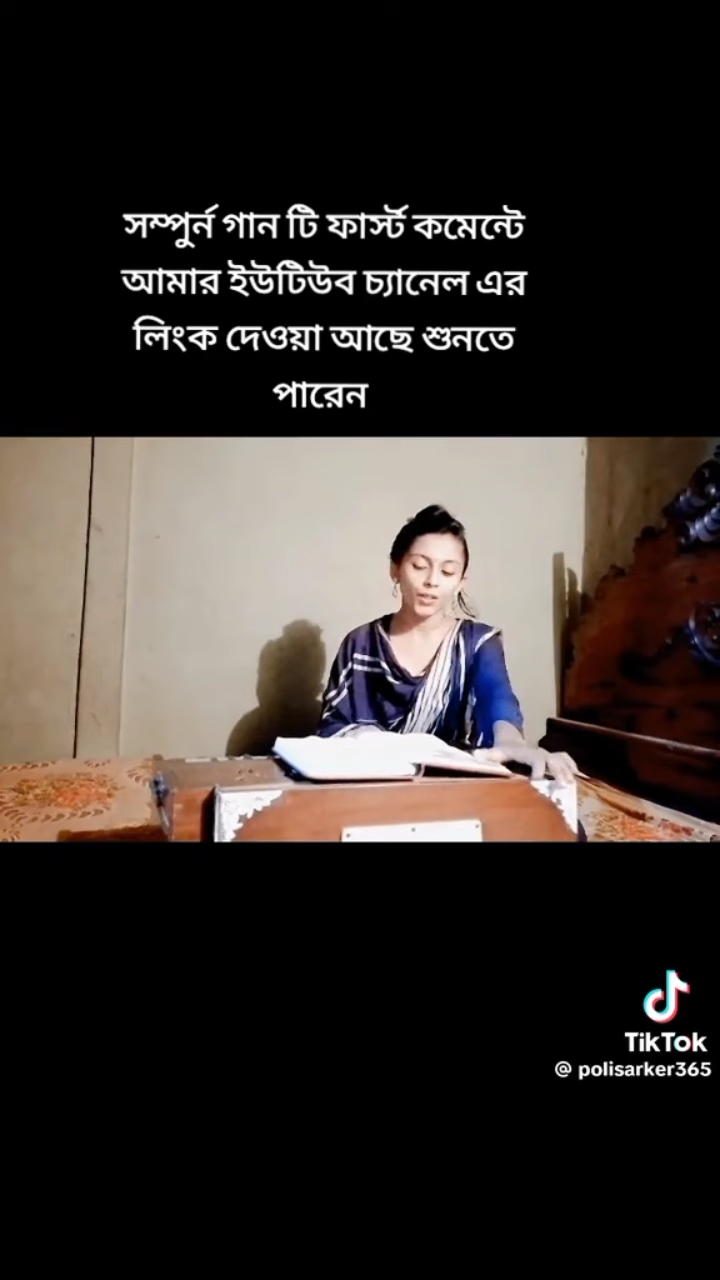 সম্পুর্ন গান টি ফার্স্ট কমেন্টে
আমার ইউটিউব চ্যানেল এর
লিংক দেওয়া আছে শুনতে
পারেন
TikTok
@ polisarker365